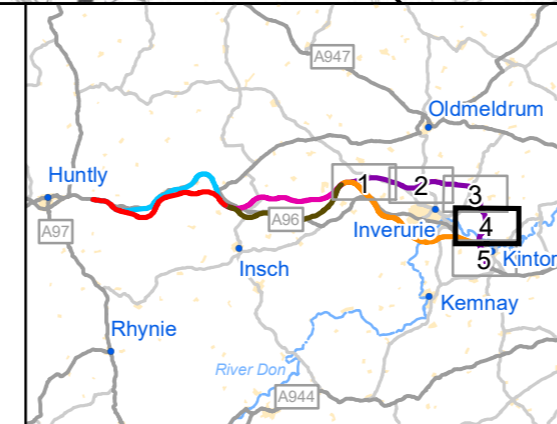 A947
Oldmeldrum
Huntly
1
2
3
A97
A96
Inverurie
4
Insch
5
Kintor
Kemnay
Rhynie
River Don
A944